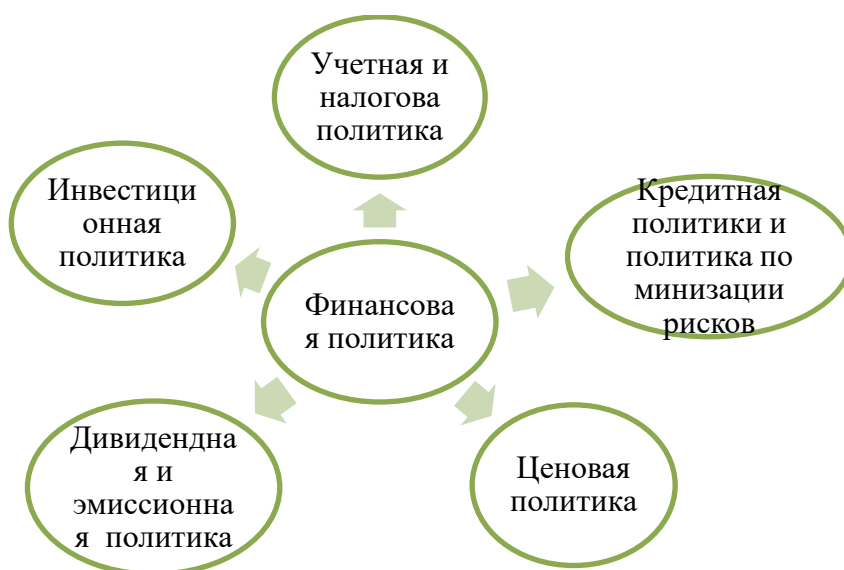 Учетная и
налогова
политика
Инвестици
онная
политика
Кредитная
политики и
политика по
минизации
рисков
Финансова
я политика
Дивидендна
я и
эмиссионна
я политика
Ценовая
политика